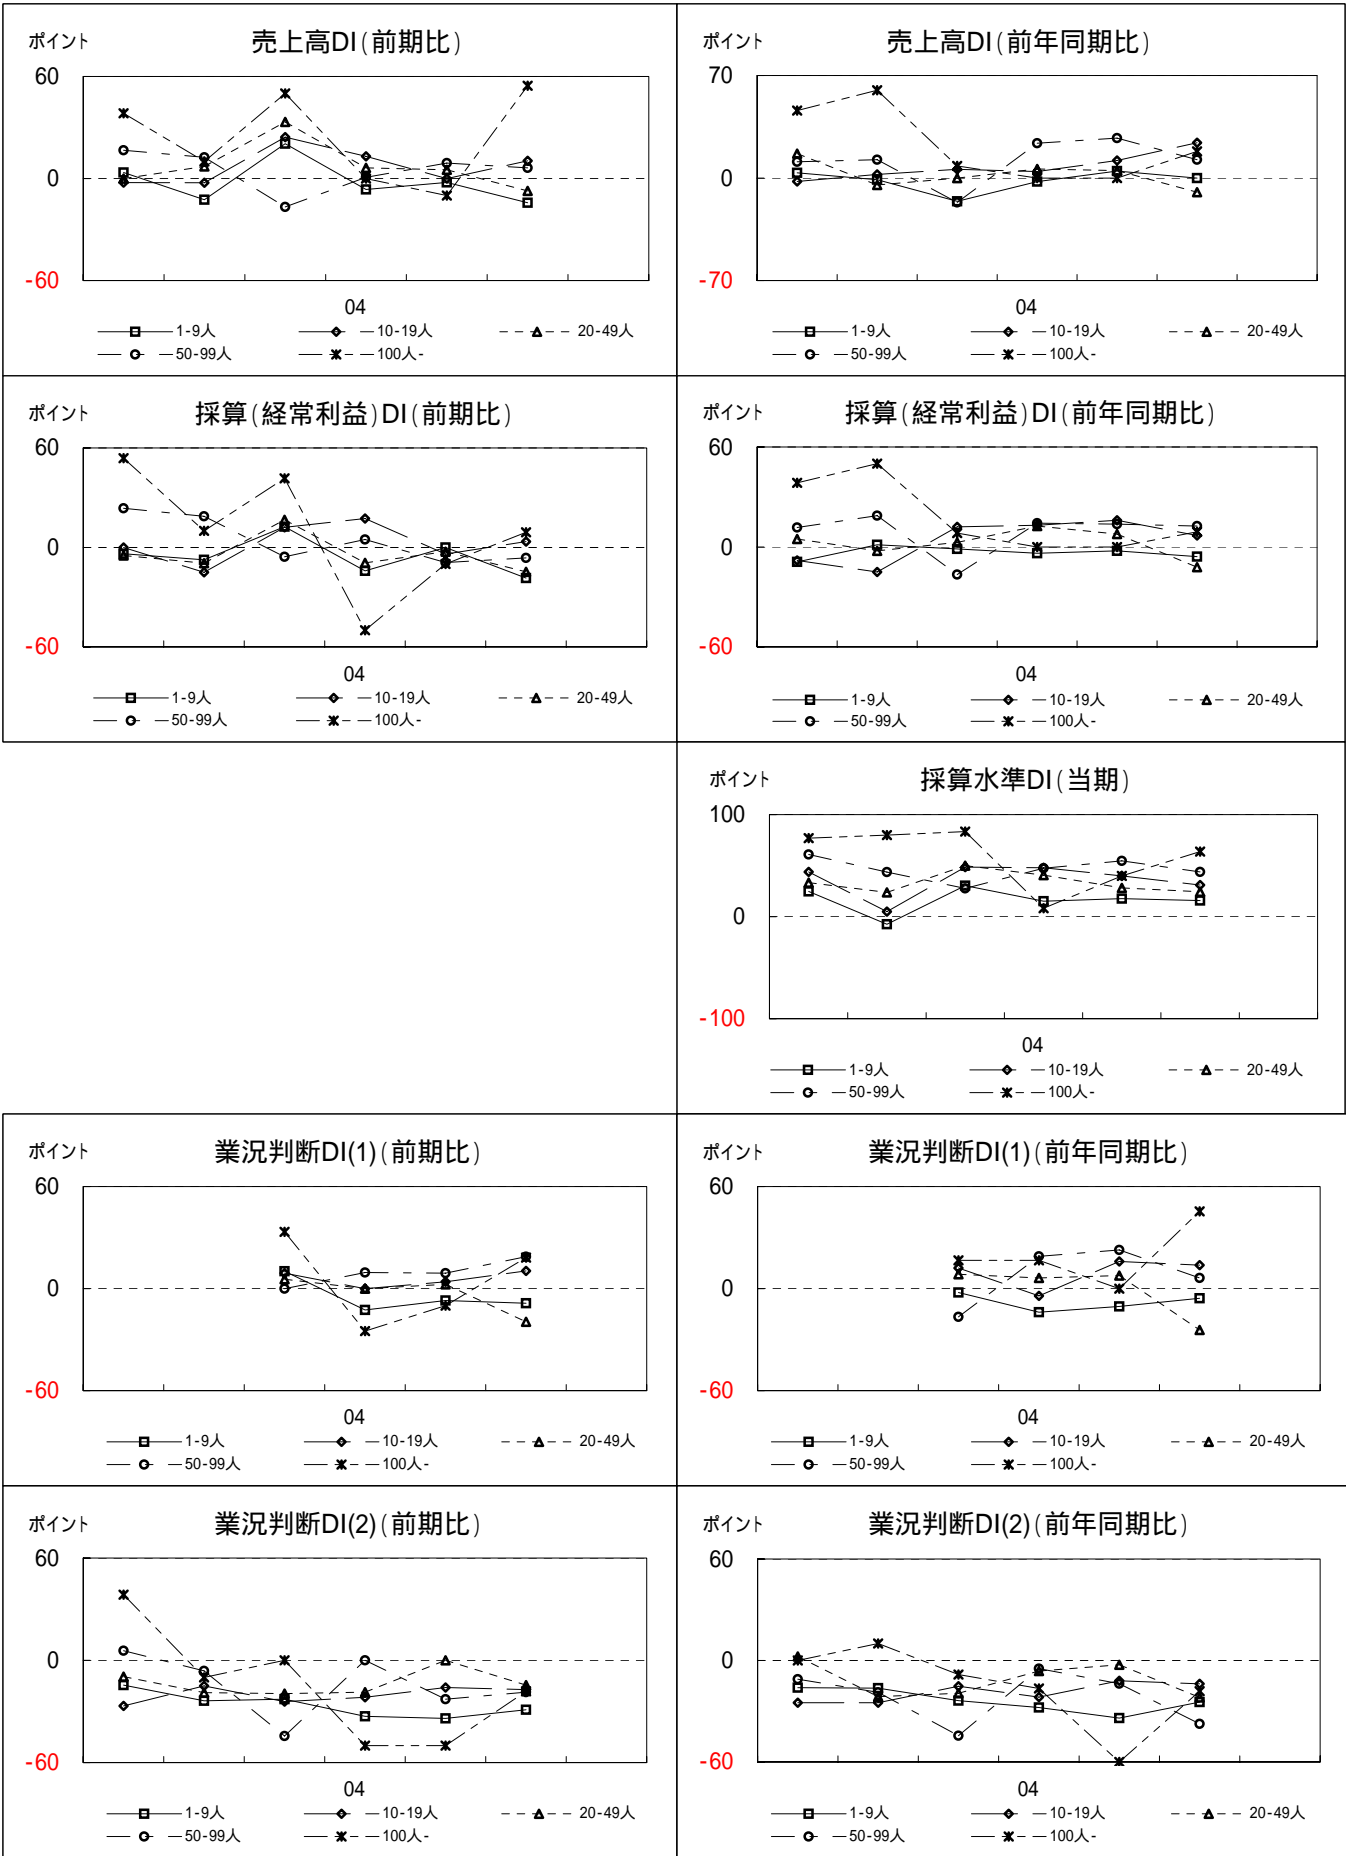 ポイント 売上高DI(前期比)
60
0
-60
04
1-9人 10-19人 20-49人
50-99人 100人-
ポイント 売上高DI(前年同期比)
70
0
-70
04
1-9人 10-19人 20-49人
50-99人 100人-
ポイント 採算(経常利益)DI(前期比)
60
0
-60
04
1-9人 10-19人 20-49人
50-99人 100人-
ポイント 採算(経常利益)DI(前年同期比)
60
0
-60
04
1-9人 10-19人 20-49人
50-99人 100人-
ポイント 採算水準DI(当期)
100
0
-100
04
1-9人 10-19人 20-49人
50-99人 100人-
ポイント 業況判断DI(1)(前期比)
60
0
-60
04
1-9人 10-19人 20-49人
50-99人 100人-
ポイント 業況判断DI(1)(前年同期比)
60
0
-60
04
1-9人 10-19人 20-49人
50-99人 100人-
ポイント 業況判断DI(2)(前期比)
60
0
-60
04
1-9人 10-19人 20-49人
50-99人 100人-
ポイント 業況判断DI(2)(前年同期比)
60
0
-60
04
1-9人 10-19人 20-49人
50-99人 100人-